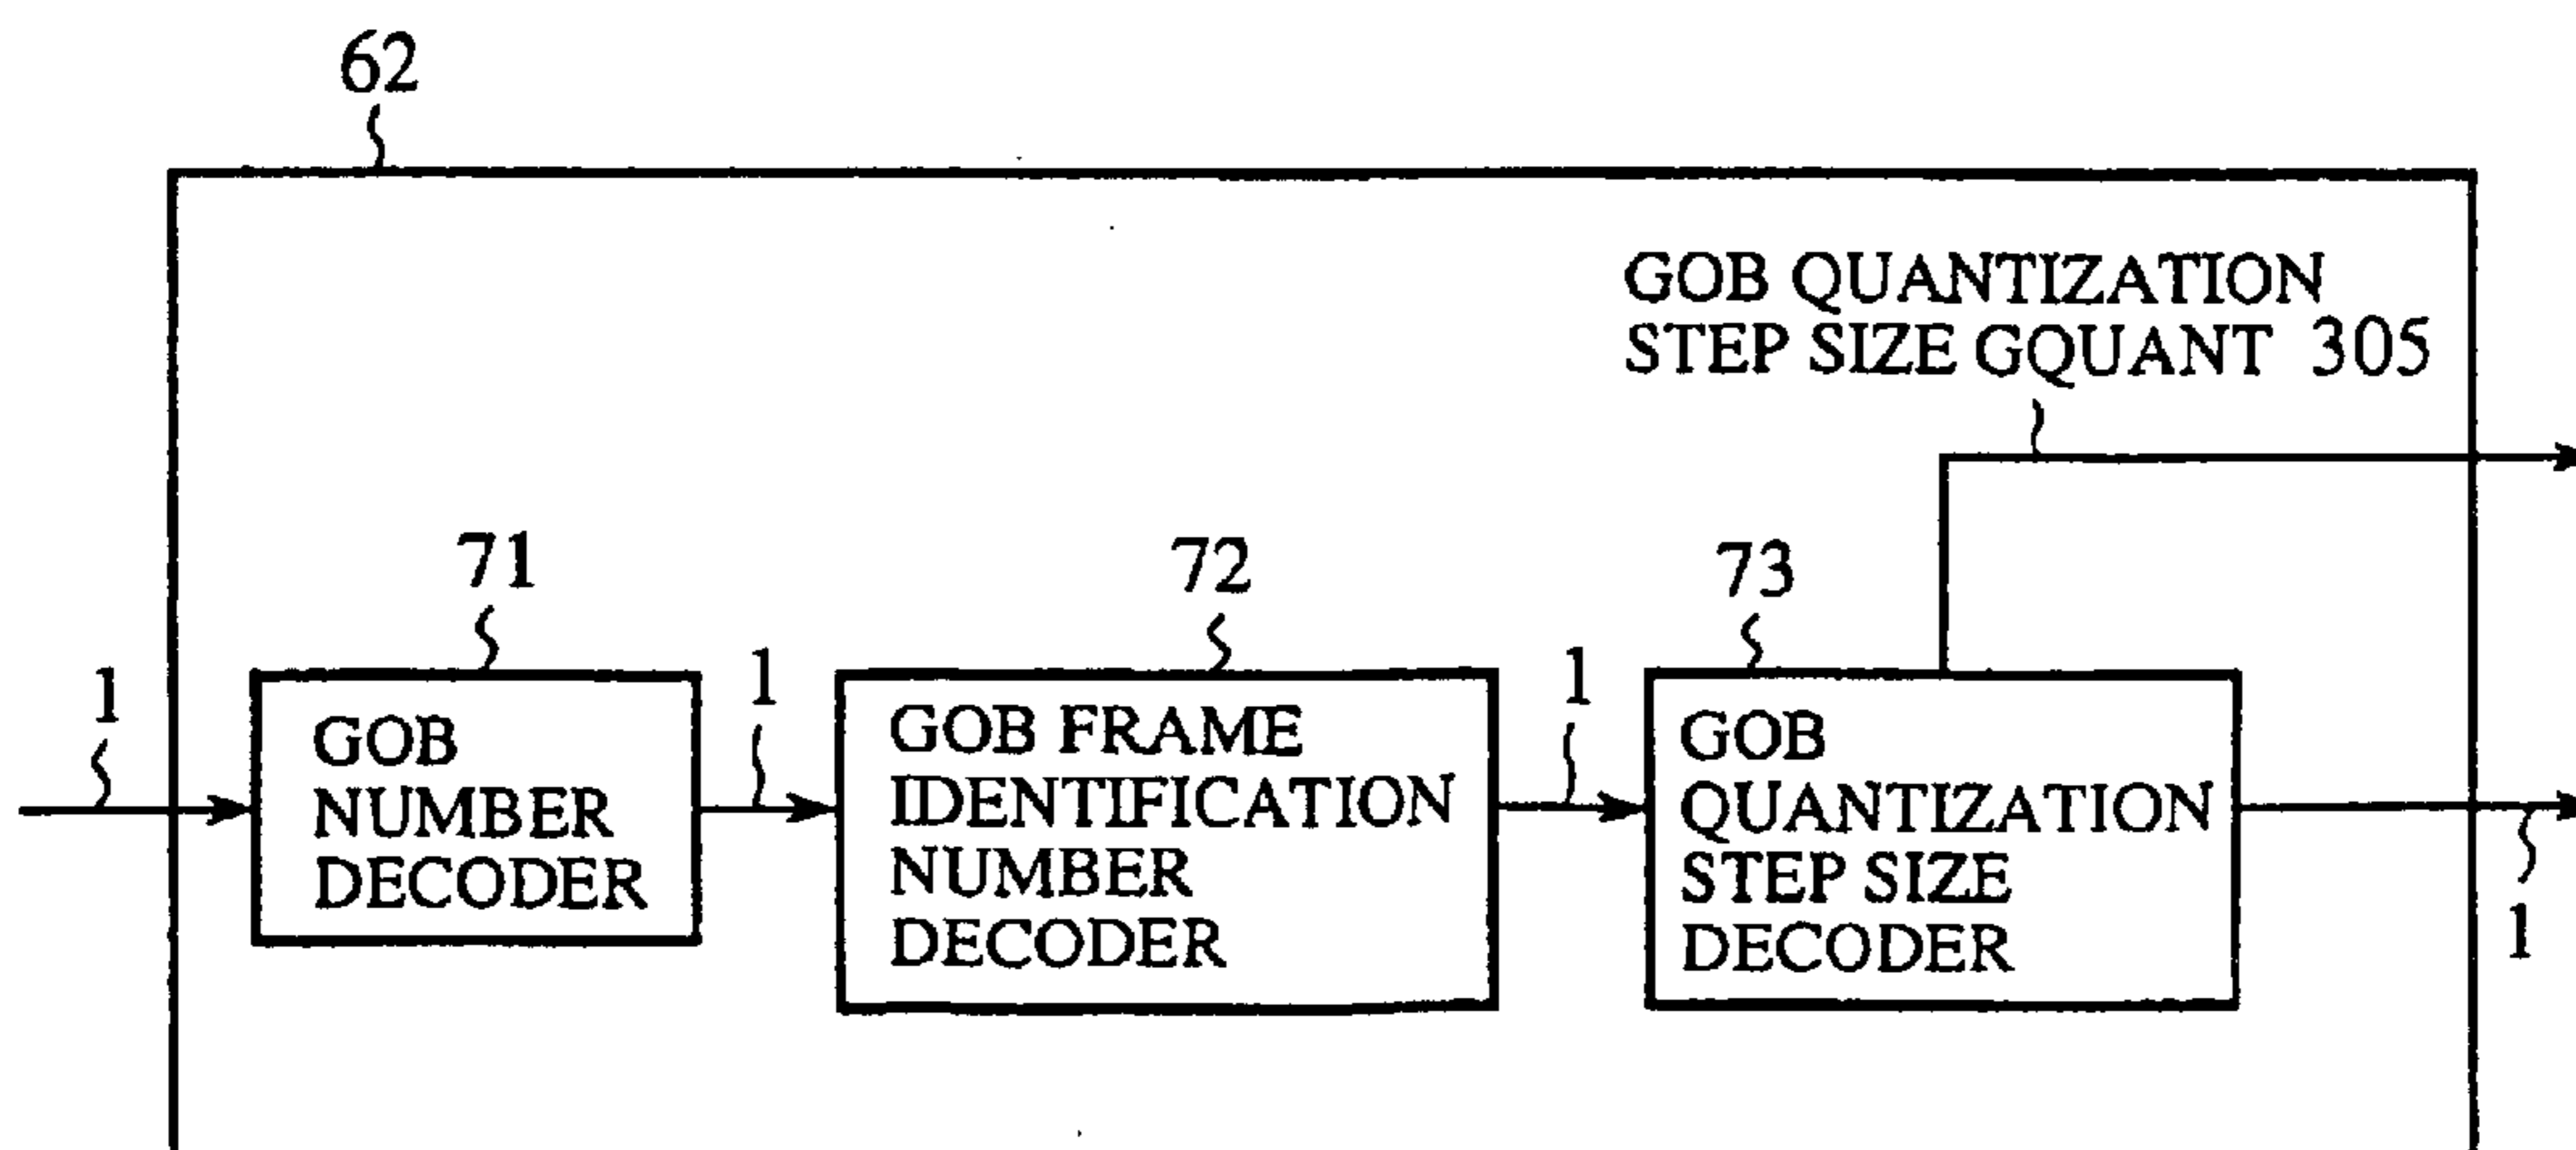 62
GOB QUANTIZATION
STEP SIZE GQUANT 305
71
72
73
1
1
1
GOB
NUMBER
DECODER
GOB FRAME
IDENTIFICATION
NUMBER
DECODER
GOB
QUANTIZATION
STEP SIZE
DECODER
1